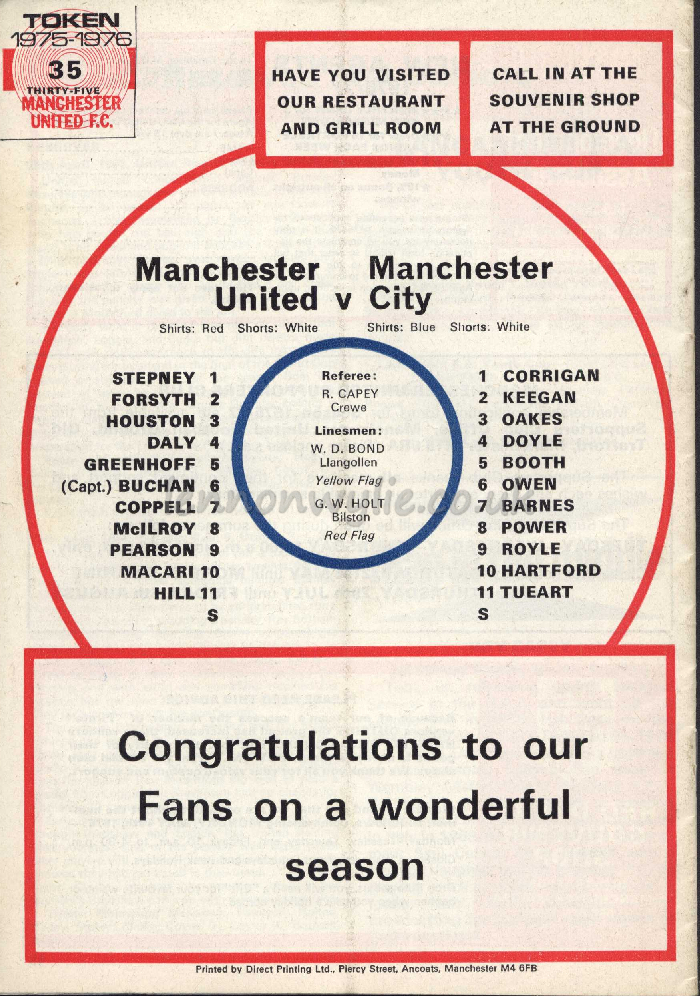 TOKEN
1975-1976
35
THIRTY-FIVE
MANCHESTER
UNITED F.C.
HAVE YOU VISITED
OUR RESTAURANT
AND GRILL ROOM
CALL IN AT THE
SOUVENIR SHOP
AT THE GROUND
Manchester Manchester
United v City
Shirts: Red Shorts: White
Shirts: Blue Shorts: White
STEPNEY 1
FORSYTH 2
HOUSTON 3
DALY 4
GREENHOFF 5
(Capt.) BUCHAN 6
COPPELL 7
McILROY 8
PEARSON 9
MACARI 10
HILL 11
S
Referee:
R. CAPEY
Crewe
Linesmen:
W. D. BOND
Llangollen
Yellow Flag
G. W. HOLT
Bilston
Red Flag
1 CORRIGAN
2 KEEGAN
3 OAKES
4 DOYLE
5 BOOTH
6 OWEN
7 BARNES
8 POWER
9 ROYLE
10 HARTFORD
11 TUEART
S
lennonwylie.co.uk
Congratulations to our
Fans on a wonderful
season
Printed by Direct Printing Ltd., Piercy Street, Ancoats, Manchester M4 6FB